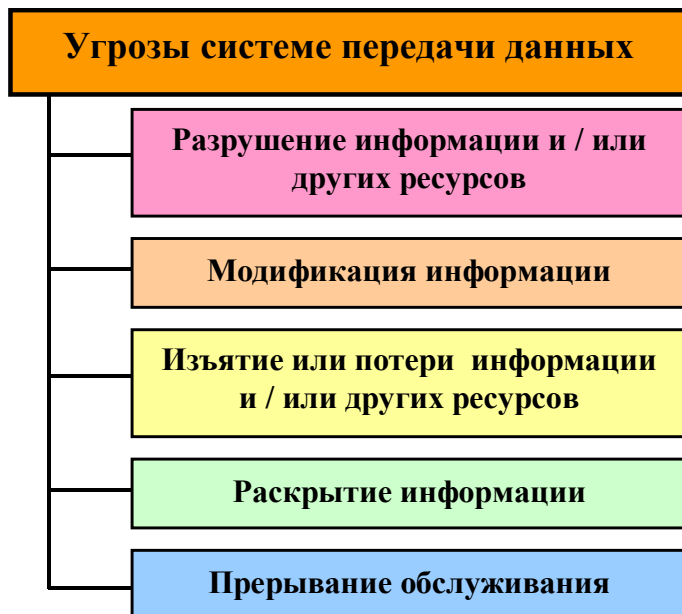 Угрозы системе передачи данных
Разрушение информации и / или
других ресурсов
Модификация информации
Изъятие или потери информации
и / или других ресурсов
Раскрытие информации
Прерывание обслуживания